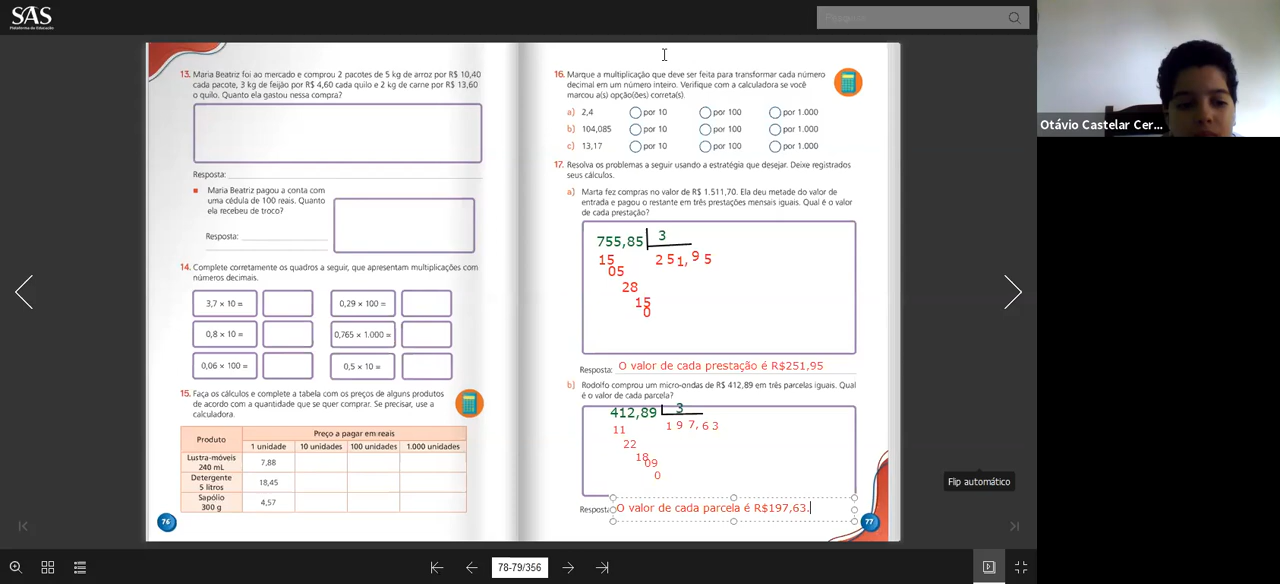 SAS
Plataforma de Educação
13. Maria Beatriz foi ao mercado e comprou 2 pacotes de 5 kg de arroz por R$ 10,40
cada pacote, 3 kg de feijão por R$ 4,60 cada quilo e 2 kg de carne por R$ 13,60
o quilo. Quanto ela gastou nessa compra?
Resposta:
Maria Beatriz pagou a conta com
uma cédula de 100 reais. Quanto
ela recebeu de troco?
Resposta:
14. Complete corretamente os quadros a seguir, que apresentam multiplicações com
números decimais.
3,7 × 10 = 0,29 × 100 =
0,8 × 10 = 0,765 × 1.000 =
0,06 × 100 = 0,5 × 10 =
15. Faça os cálculos e complete a tabela com os preços de alguns produtos
de acordo com a quantidade que se quer comprar. Se precisar, use a
calculadora.
Produto Preço a pagar em reais
1 unidade 10 unidades 100 unidades 1.000 unidades
Lustra-móveis
240 mL 7,88
Detergente
5 litros 18,45
Sapólio
300 g 4,57
76
16. Marque a multiplicação que deve ser feita para transformar cada número
decimal em um número inteiro. Verifique com a calculadora se você
marcou a(s) opção(ões) correta(s).
a) 2,4 por 10 por 100 por 1.000
b) 104,085 por 10 por 100 por 1.000
c) 13,17 por 10 por 100 por 1.000
17. Resolva os problemas a seguir usando a estratégia que desejar. Deixe registrados
seus cálculos.
a) Marta fez compras no valor de R$ 1.511,70. Ela deu metade do valor de
entrada e pagou o restante em três prestações mensais iguais. Qual é o valor
de cada prestação?
755,85 3
15 251,95
05
28
15
0
Resposta: O valor de cada prestação é R$251,95
b) Rodolfo comprou um micro-ondas de R$ 412,89 em três parcelas iguais. Qual
é o valor de cada parcela?
412,89 3
11 197,63
22
18
09
0
Resposta: O valor de cada parcela é R$197,63.
77
Otávio Castelar Cer...
Flip automático
78-79/356